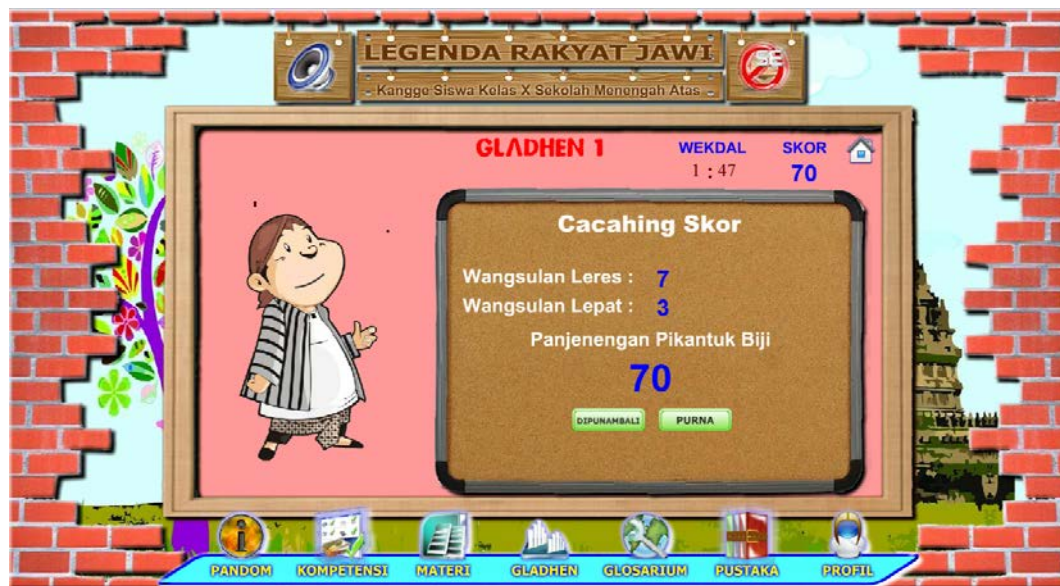 LEGENDA RAKYAT JAWI
Kangge Siswa Kelas X Sekolah Menengah Atas
GLADHEN 1
WEKDAL
SKOR
1 : 47
70
Cacahing Skor
Wangsulan Leres : 7
Wangsulan Lepat : 3
Panjenengan Pikantuk Biji
70
DIPUNAMBALI
PURNA
PANDOM
KOMPETENSI
MATERI
GLADHEN
GLOSARIUM
PUSTAKA
PROFIL